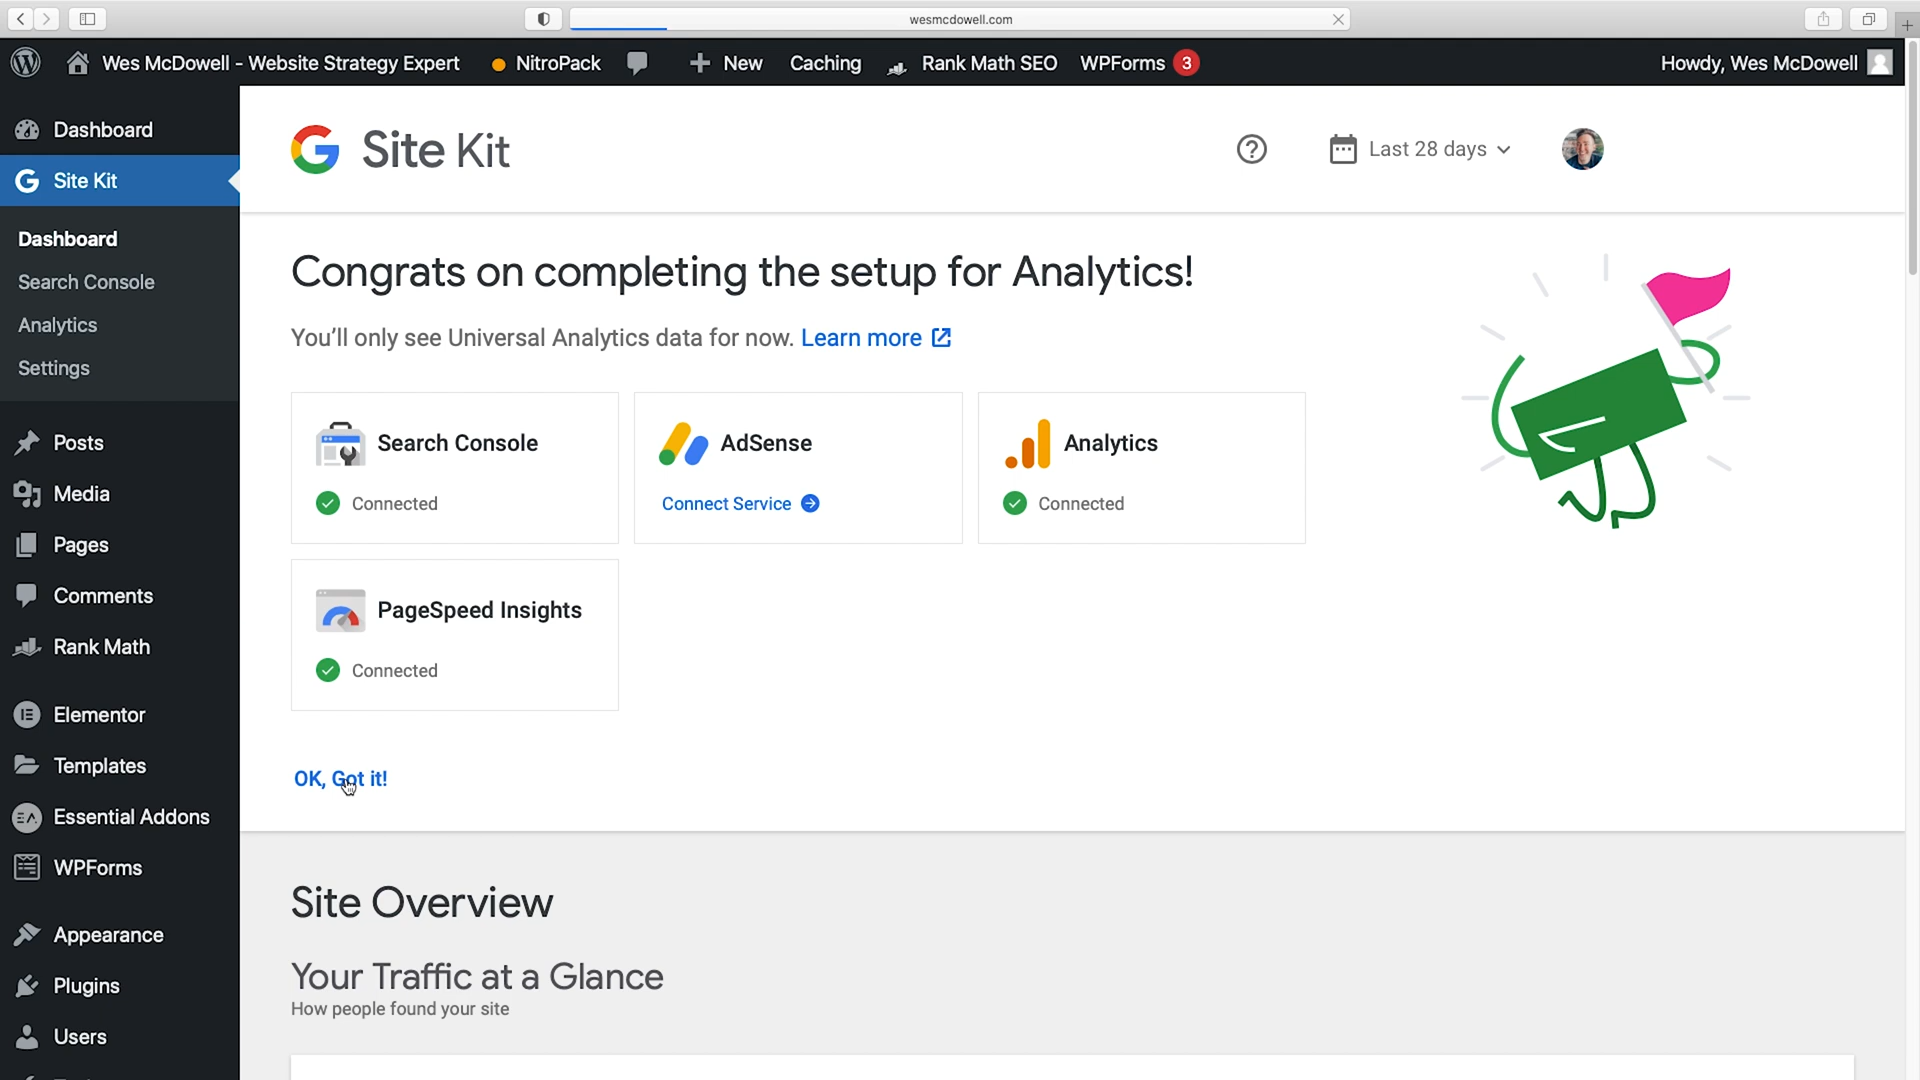 wesmcdowell.com
Wes McDowell - Website Strategy Expert NitroPack New Caching Rank Math SEO WPForms 3 Howdy, Wes McDowell
Dashboard
Site Kit
Dashboard
Search Console
Analytics
Settings
Posts
Media
Pages
Comments
Rank Math
Elementor
Templates
Essential Addons
WPForms
Appearance
Plugins
Users
Site Kit
Last 28 days
Congrats on completing the setup for Analytics!
You'll only see Universal Analytics data for now. Learn more
Search Console
Connected
AdSense
Connect Service
Analytics
Connected
PageSpeed Insights
Connected
OK, Got it!
Site Overview
Your Traffic at a Glance
How people found your site